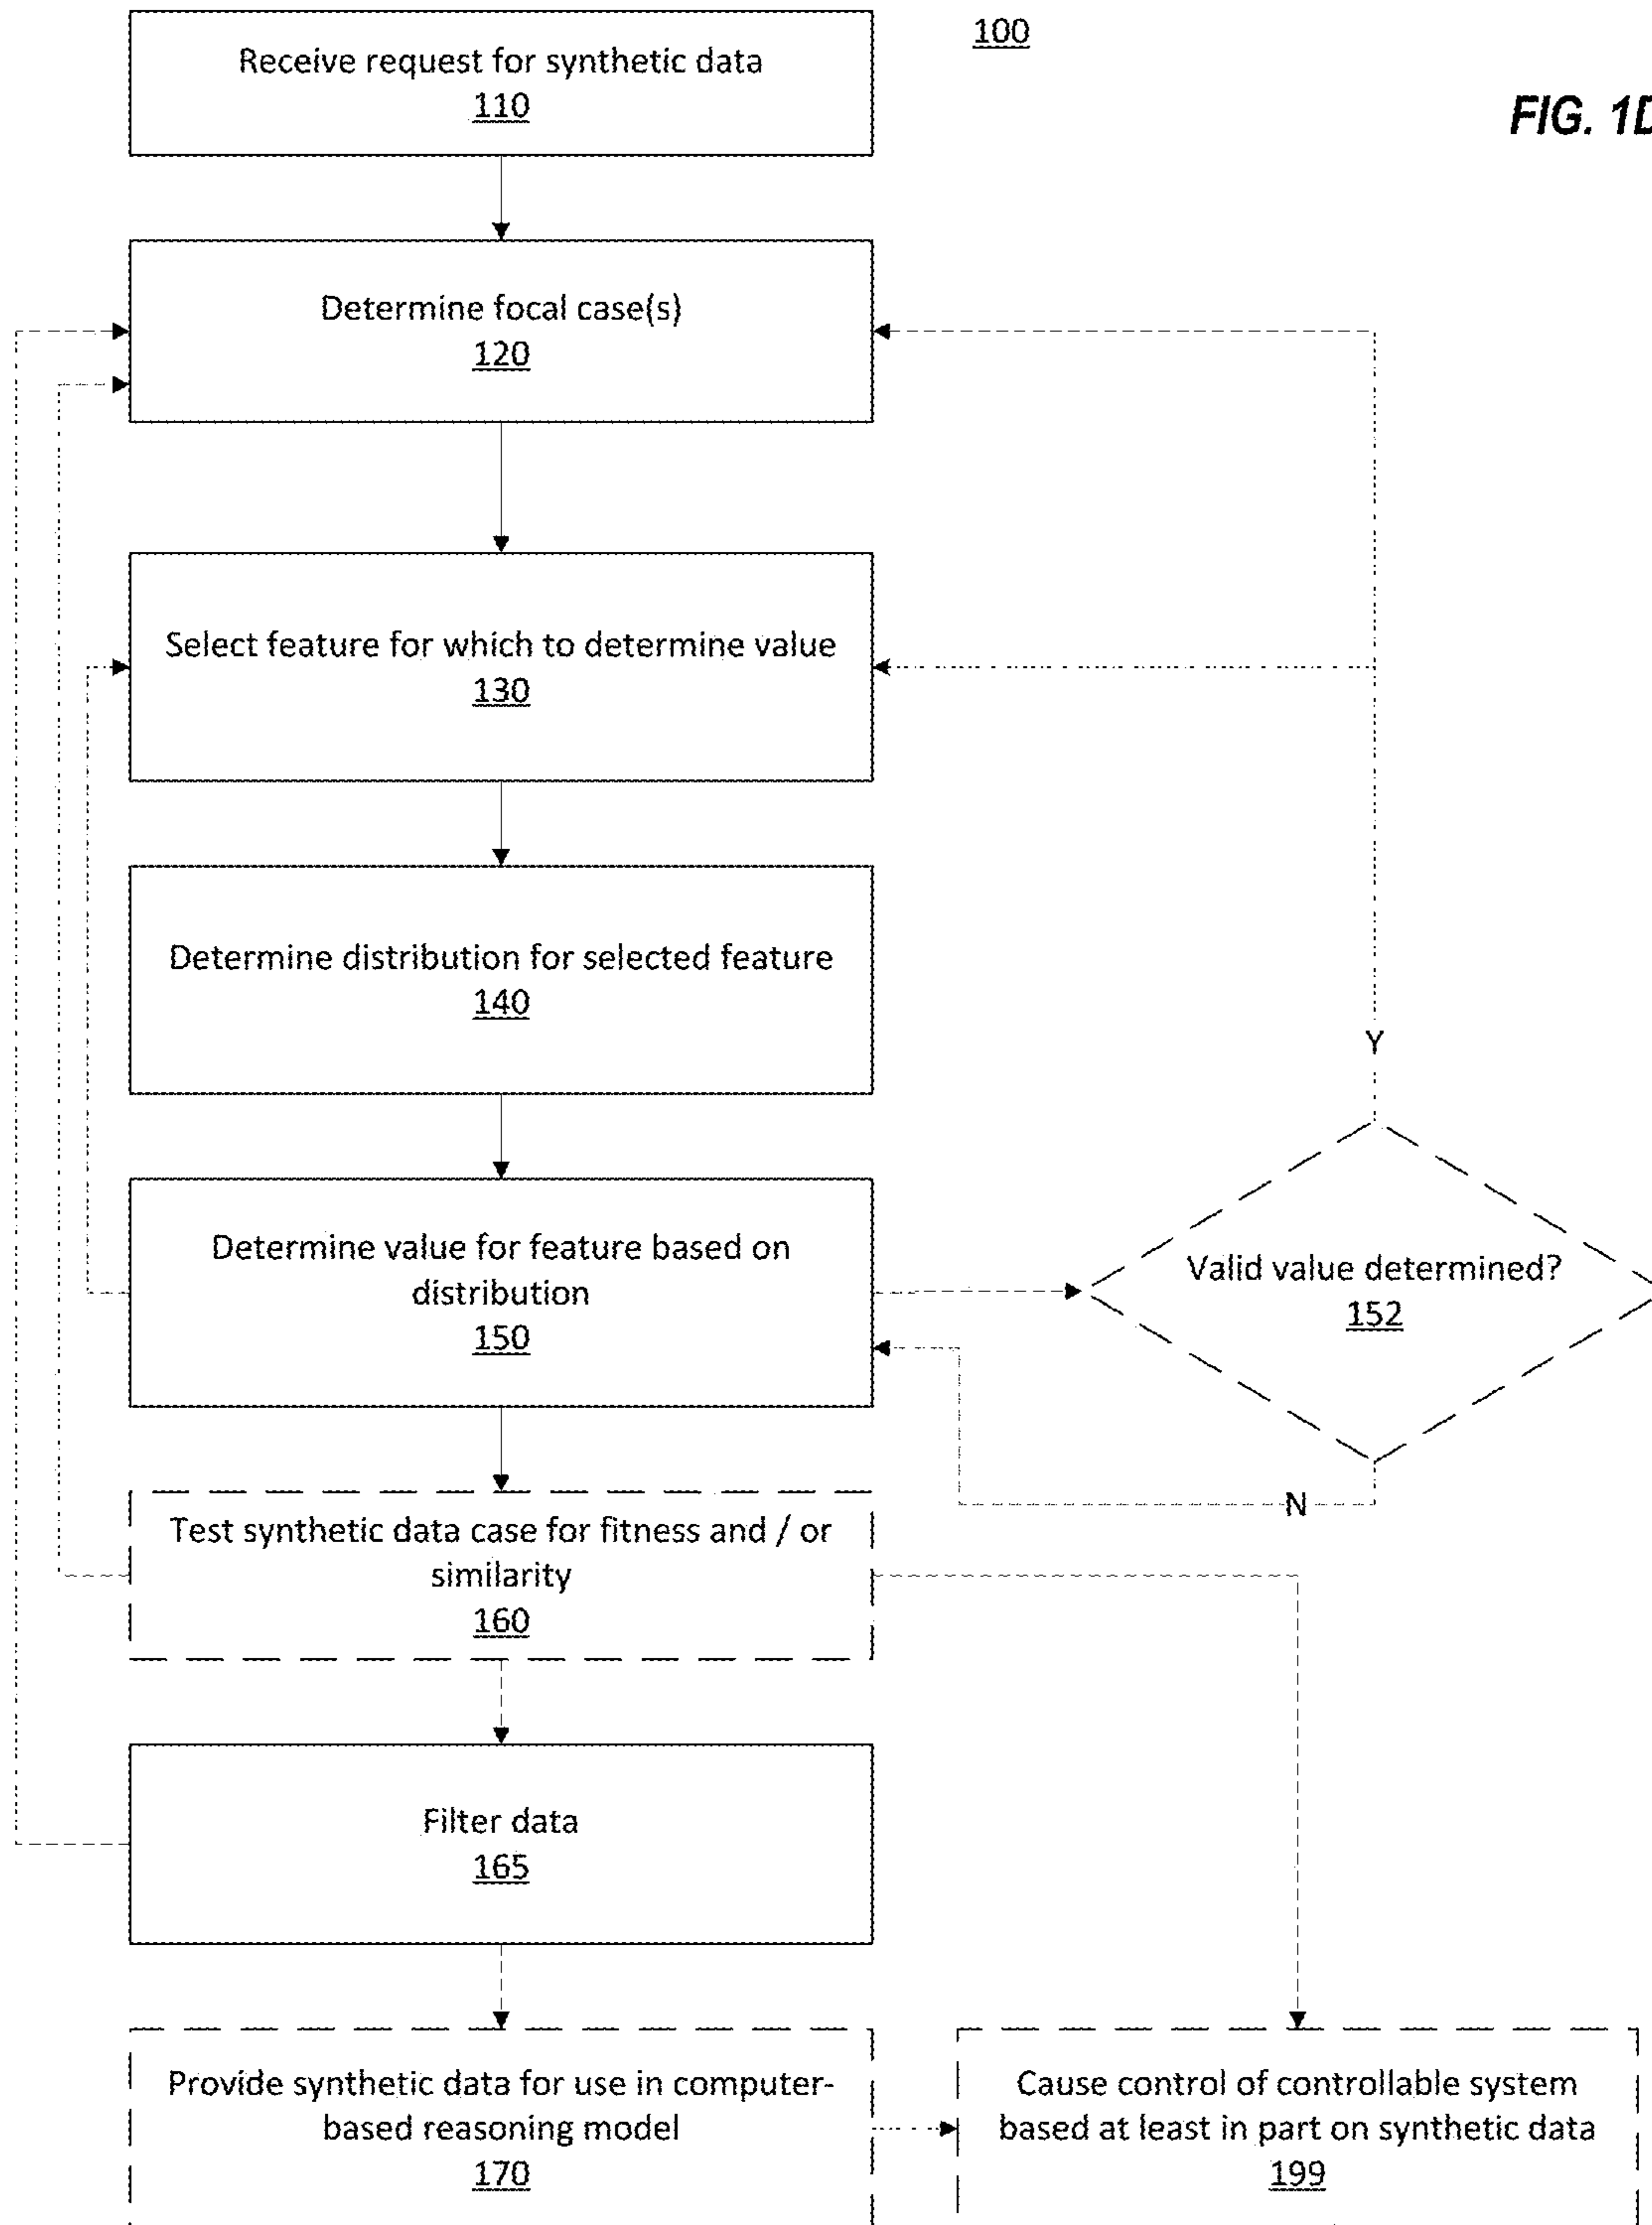 100
FIG. 1D
Receive request for synthetic data
110
Determine focal case(s)
120
Select feature for which to determine value
130
Determine distribution for selected feature
140
Y
Determine value for feature based on
distribution
150
Valid value determined?
152
N
Test synthetic data case for fitness and / or
similarity
160
Filter data
165
Provide synthetic data for use in computer-
based reasoning model
170
Cause control of controllable system
based at least in part on synthetic data
199